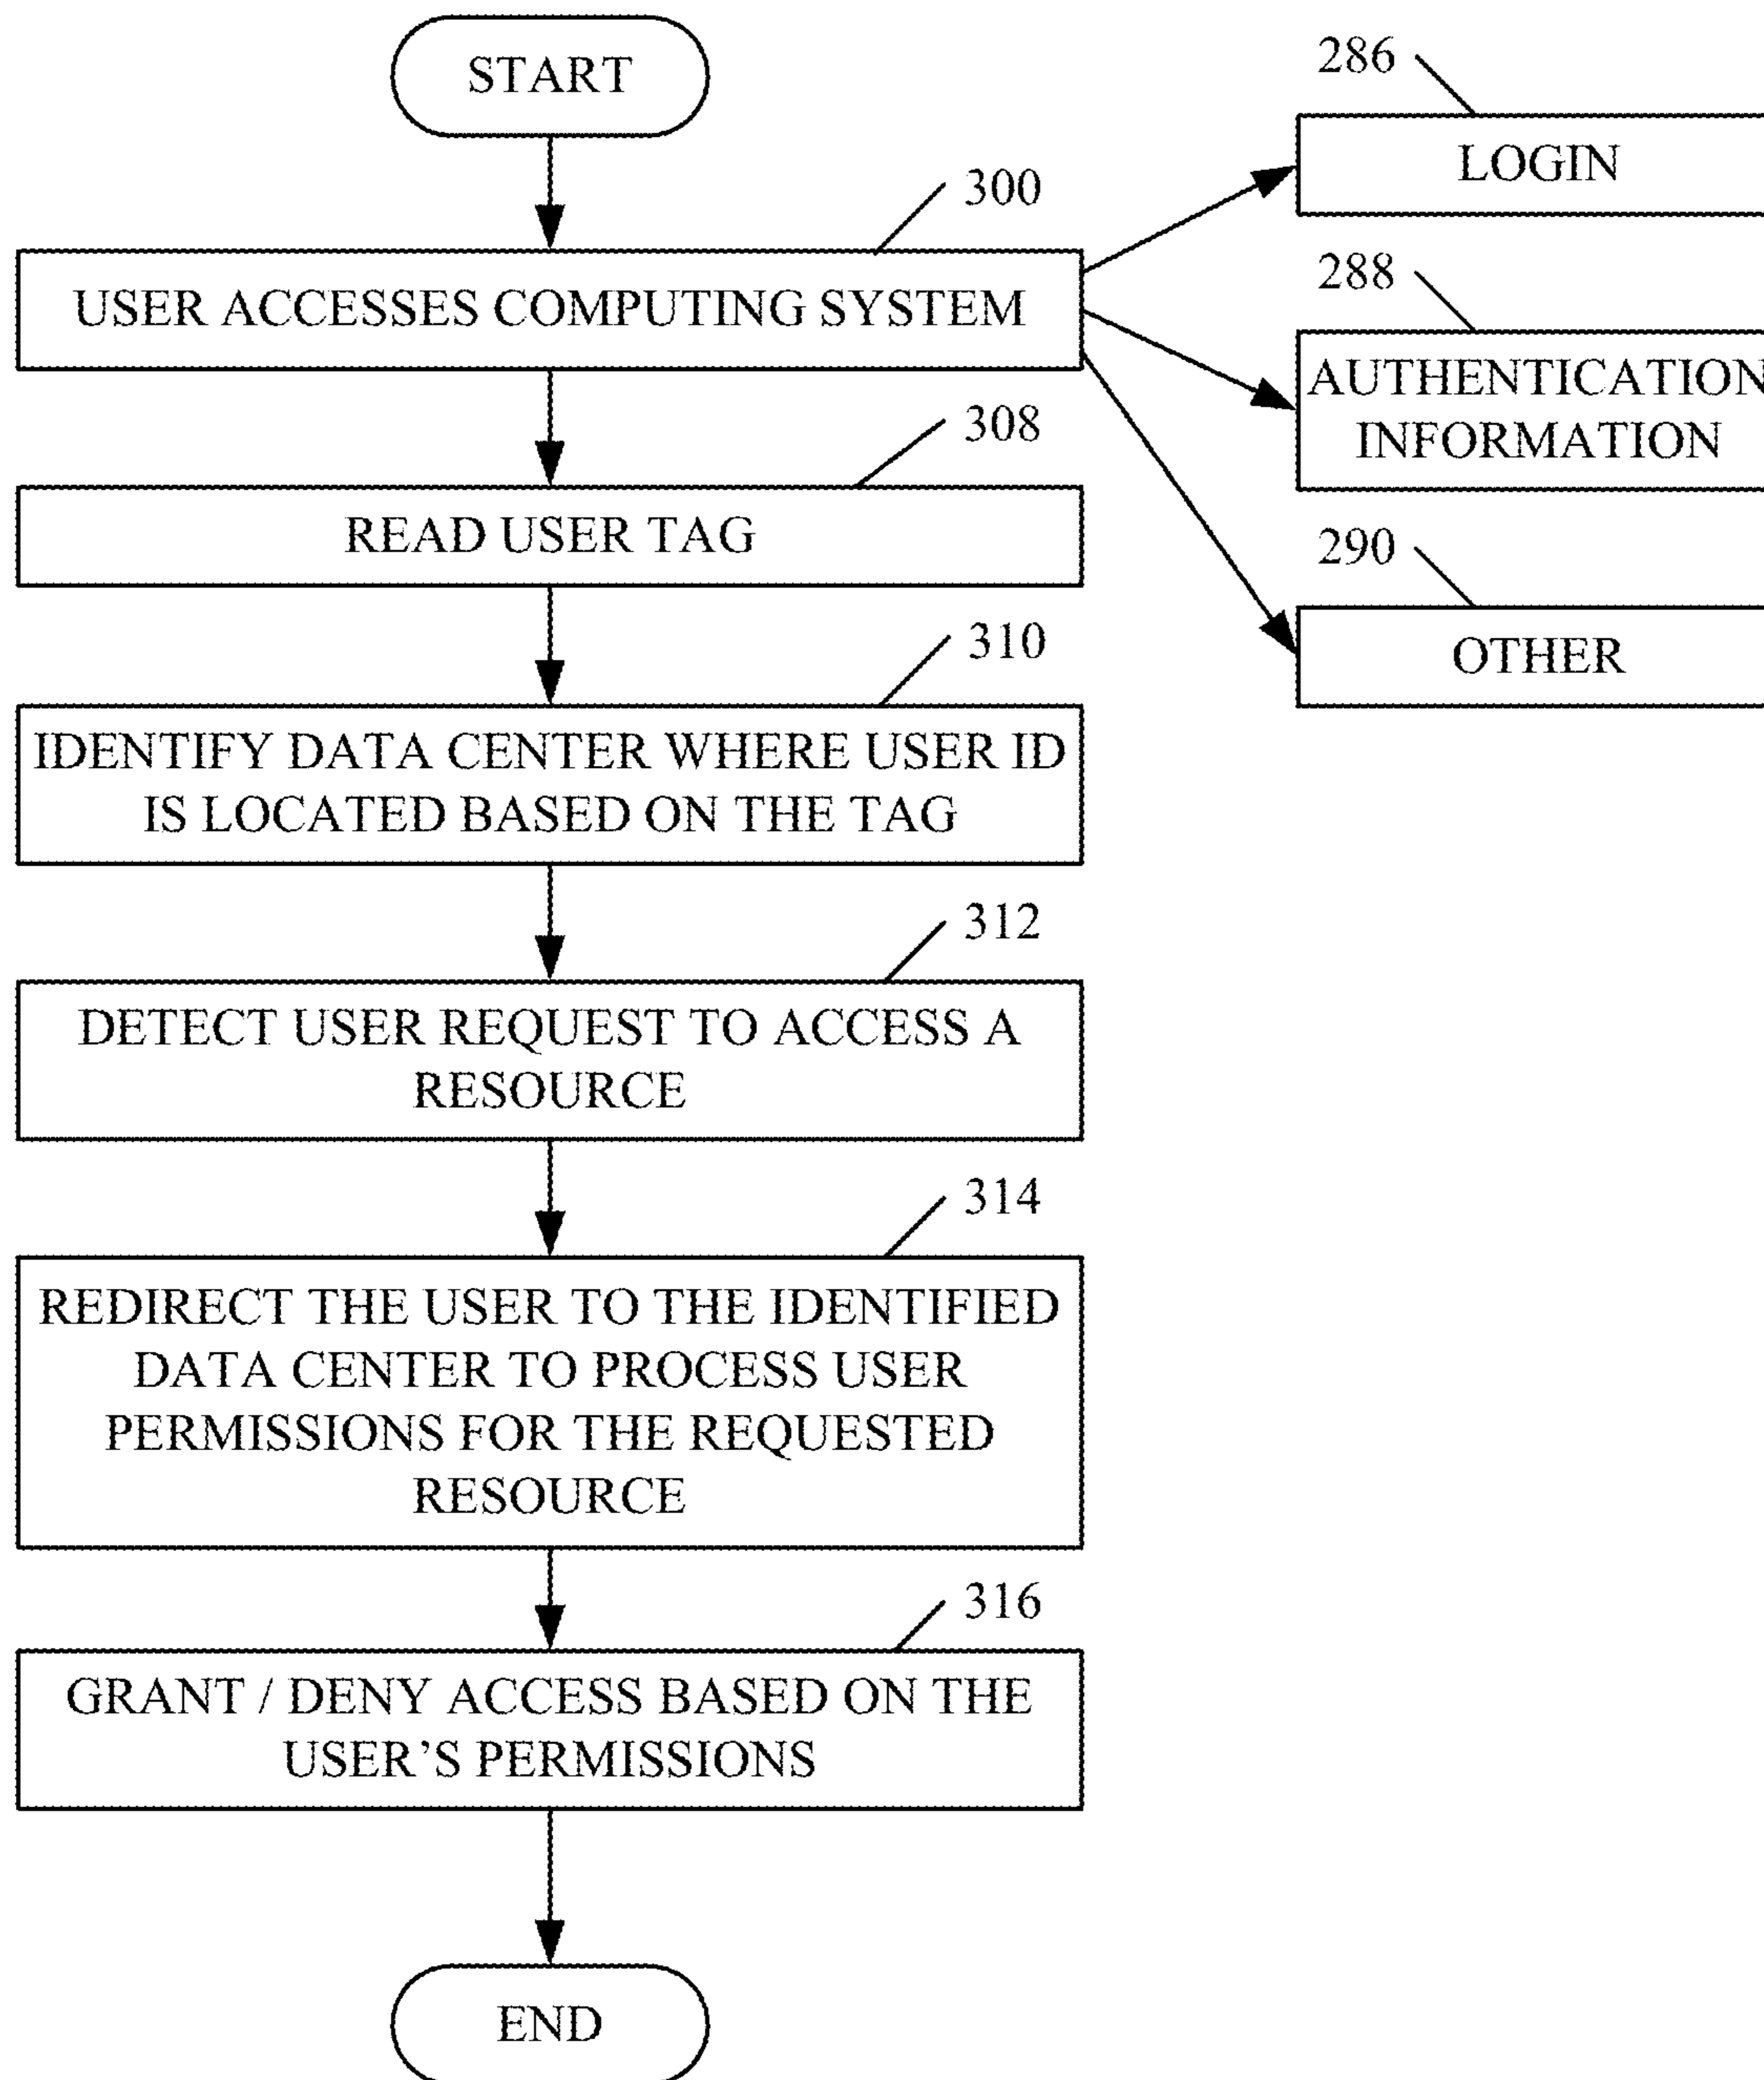 START
300
USER ACCESSES COMPUTING SYSTEM
286
LOGIN
288
AUTHENTICATION
INFORMATION
290
OTHER
308
READ USER TAG
310
IDENTIFY DATA CENTER WHERE USER ID
IS LOCATED BASED ON THE TAG
312
DETECT USER REQUEST TO ACCESS A
RESOURCE
314
REDIRECT THE USER TO THE IDENTIFIED
DATA CENTER TO PROCESS USER
PERMISSIONS FOR THE REQUESTED
RESOURCE
316
GRANT / DENY ACCESS BASED ON THE
USER’S PERMISSIONS
END